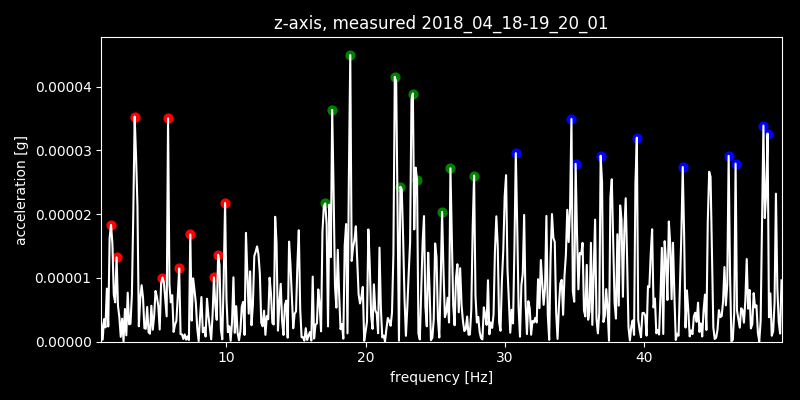 z-axis, measured 2018_04_18-19_20_01
acceleration [g]
0.00004
0.00003
0.00002
0.00001
0.00000
10 20 30 40
frequency [Hz]